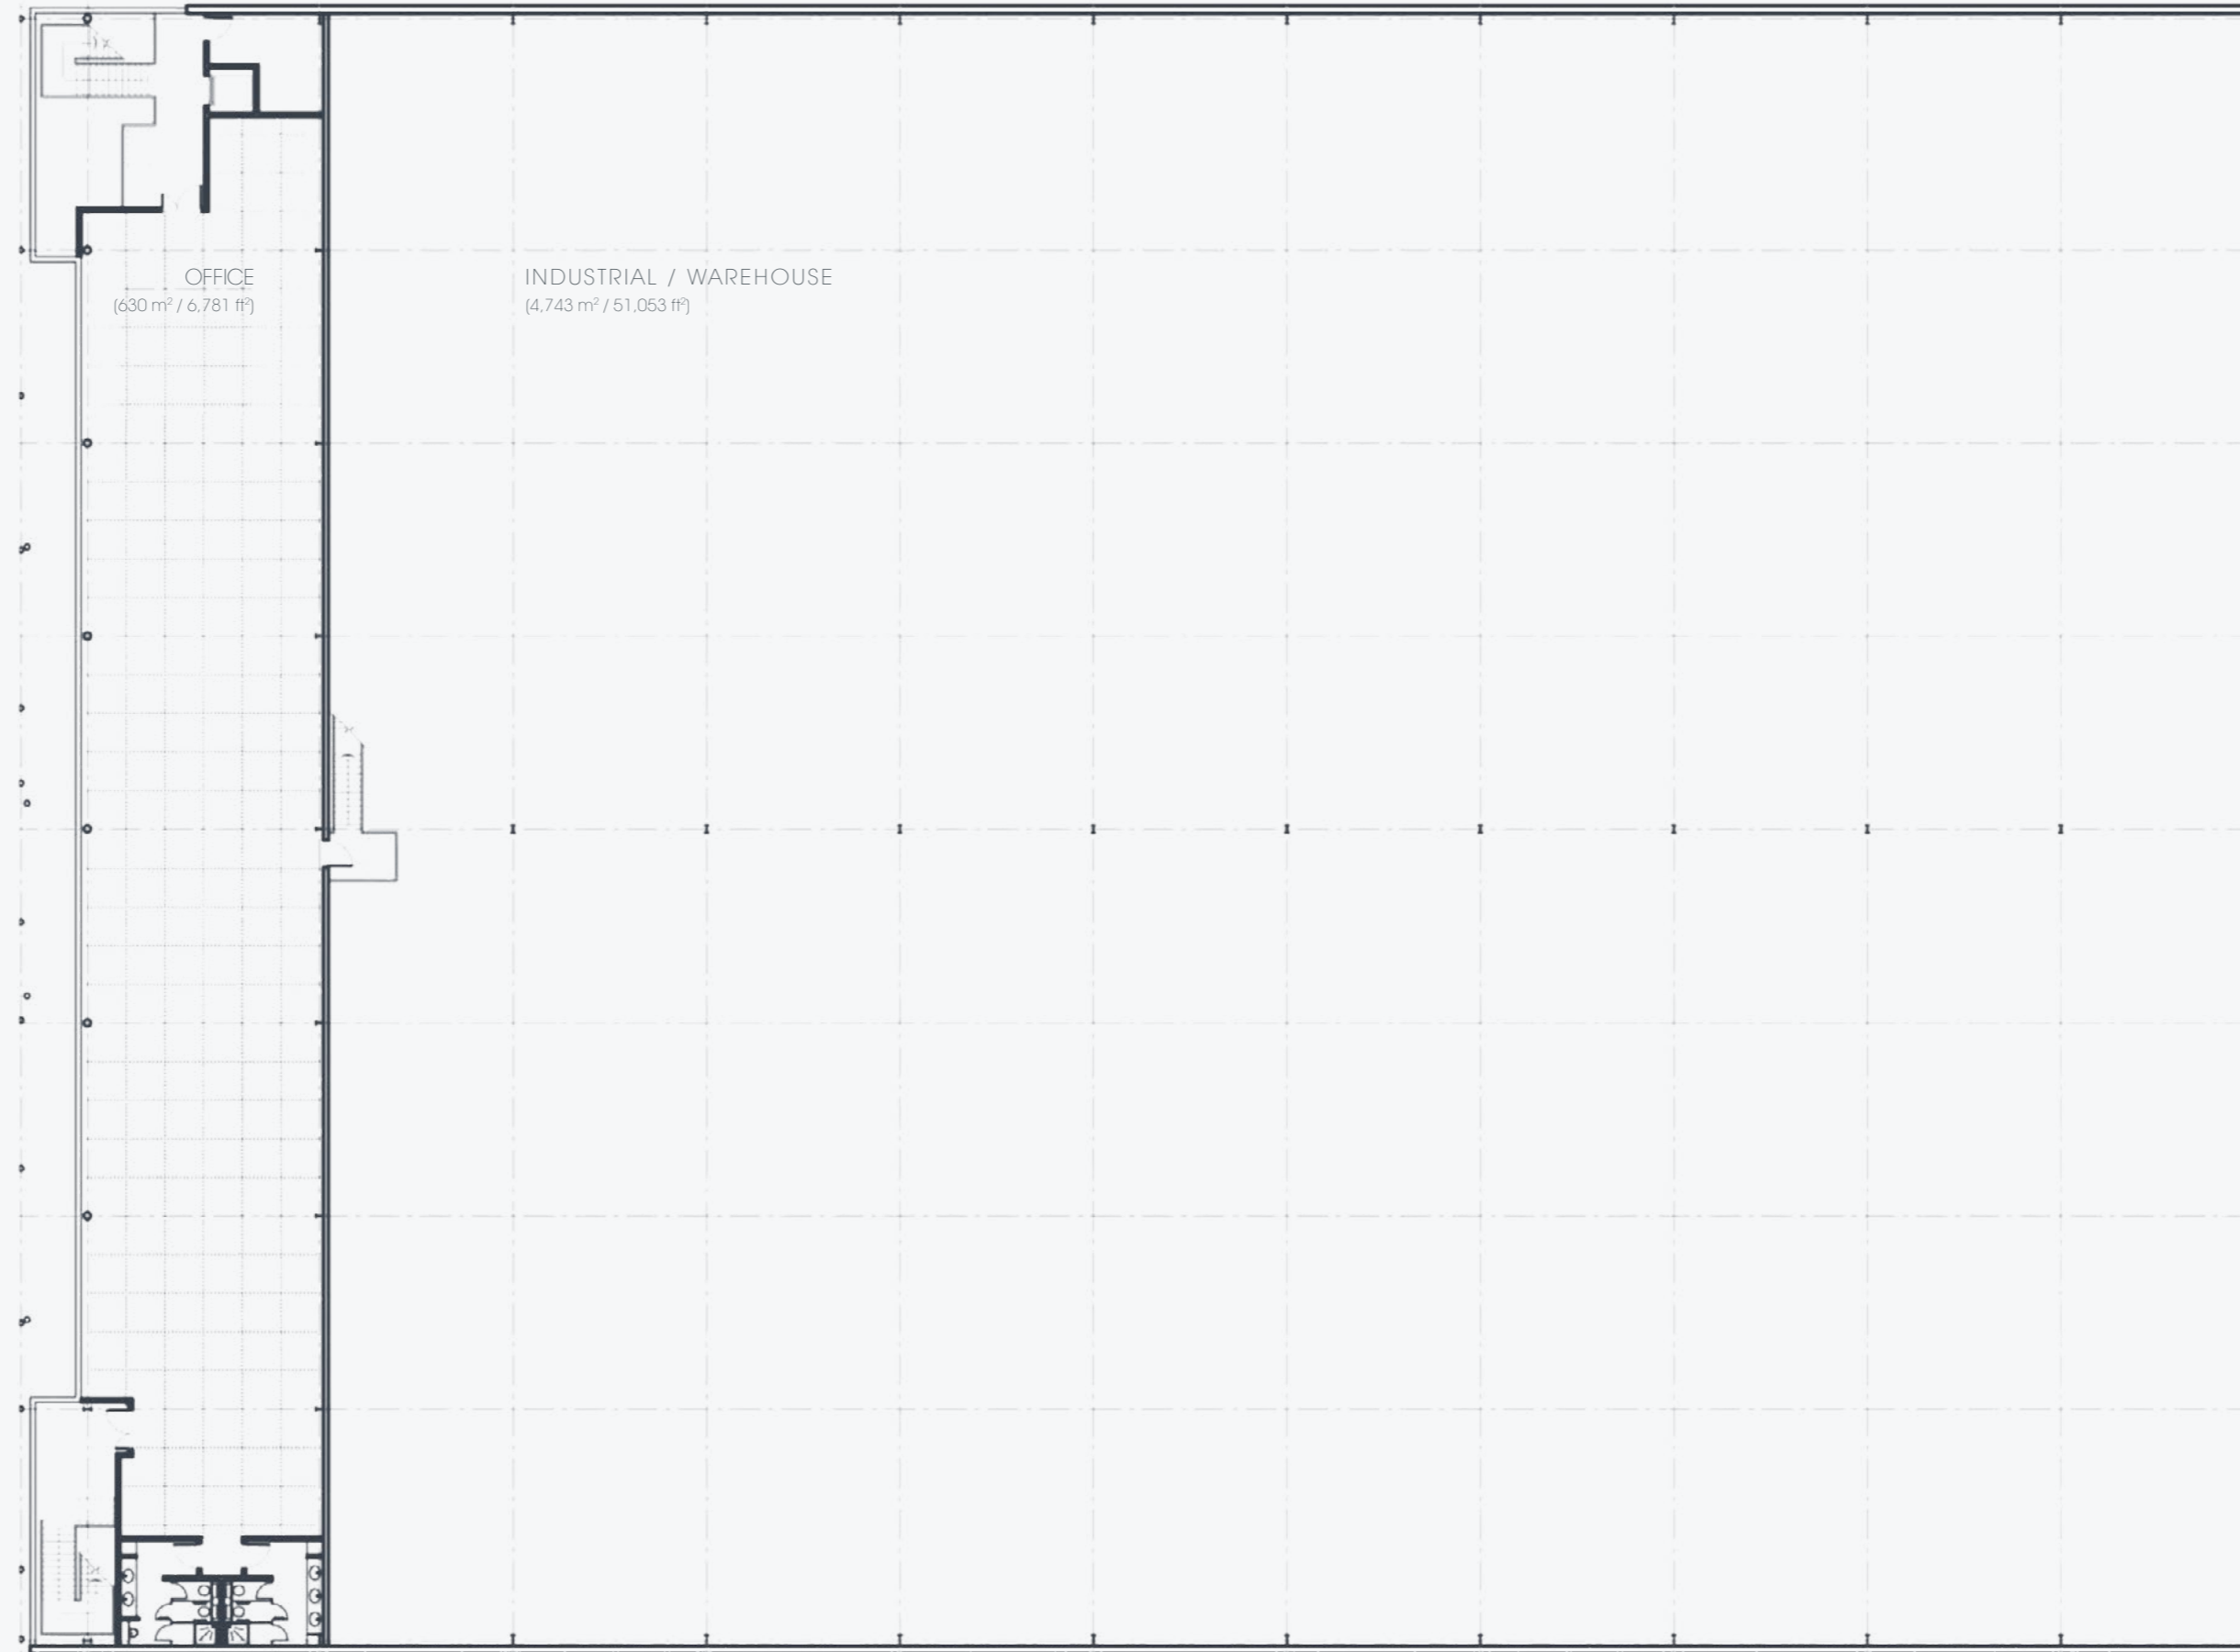 OFFICE
(630 m² / 6,781 ft²)
INDUSTRIAL / WAREHOUSE
(4,743 m² / 51,053 ft²)